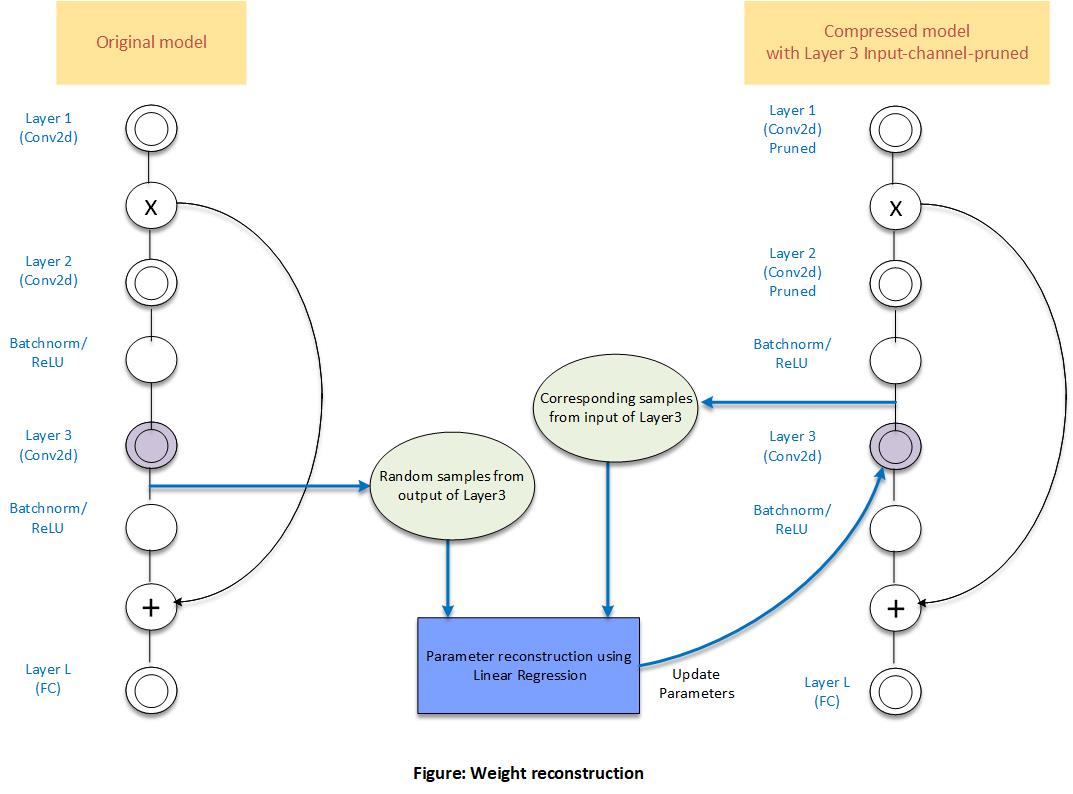 Original model
Compressed model
with Layer 3 Input-channel-pruned
Layer 1
(Conv2d)
X
Layer 2
(Conv2d)
Batchnorm/
ReLU
Layer 3
(Conv2d)
Batchnorm/
ReLU
+
Layer L
(FC)
Random samples from
output of Layer3
Corresponding samples
from input of Layer3
Parameter reconstruction using
Linear Regression
Update
Parameters
Layer 1
(Conv2d)
Pruned
X
Layer 2
(Conv2d)
Pruned
Batchnorm/
ReLU
Layer 3
(Conv2d)
Batchnorm/
ReLU
+
Layer L
(FC)
Figure: Weight reconstruction